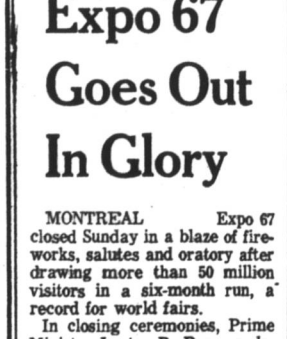 Expo 67
Goes Out
In Glory
MONTREAL Expo 67
closed Sunday in a blaze of fire-
works, salutes and oratory after
drawing more than 50 million
visitors in a six-month run, a
record for world fairs.
In closing ceremonies, Prime